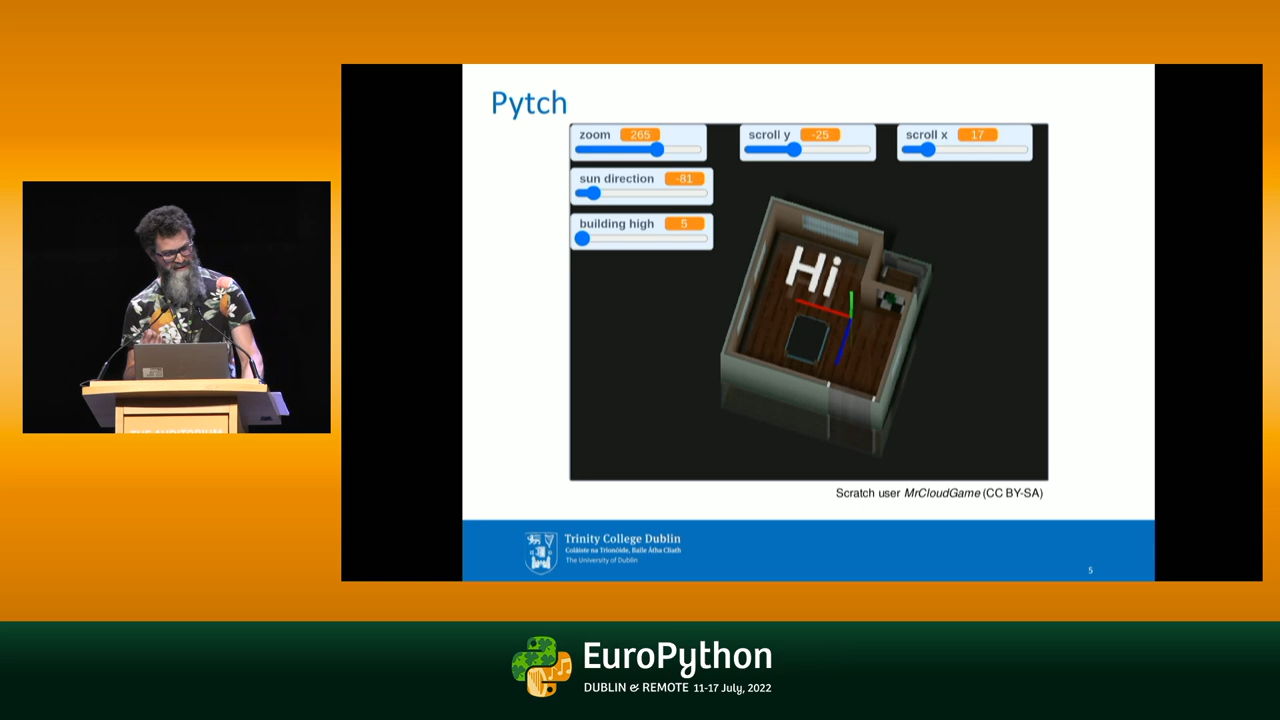 Pytch
zoom 265
scroll y -25
scroll x 17
sun direction -81
building high 5
Hi
Scratch user MrCloudGame (CC BY-SA)
Trinity College Dublin
Coláiste na Tríonóide, Baile Átha Cliath
The University of Dublin
5
THE AUDITORIUM
EuroPython
DUBLIN & REMOTE 11-17 July, 2022